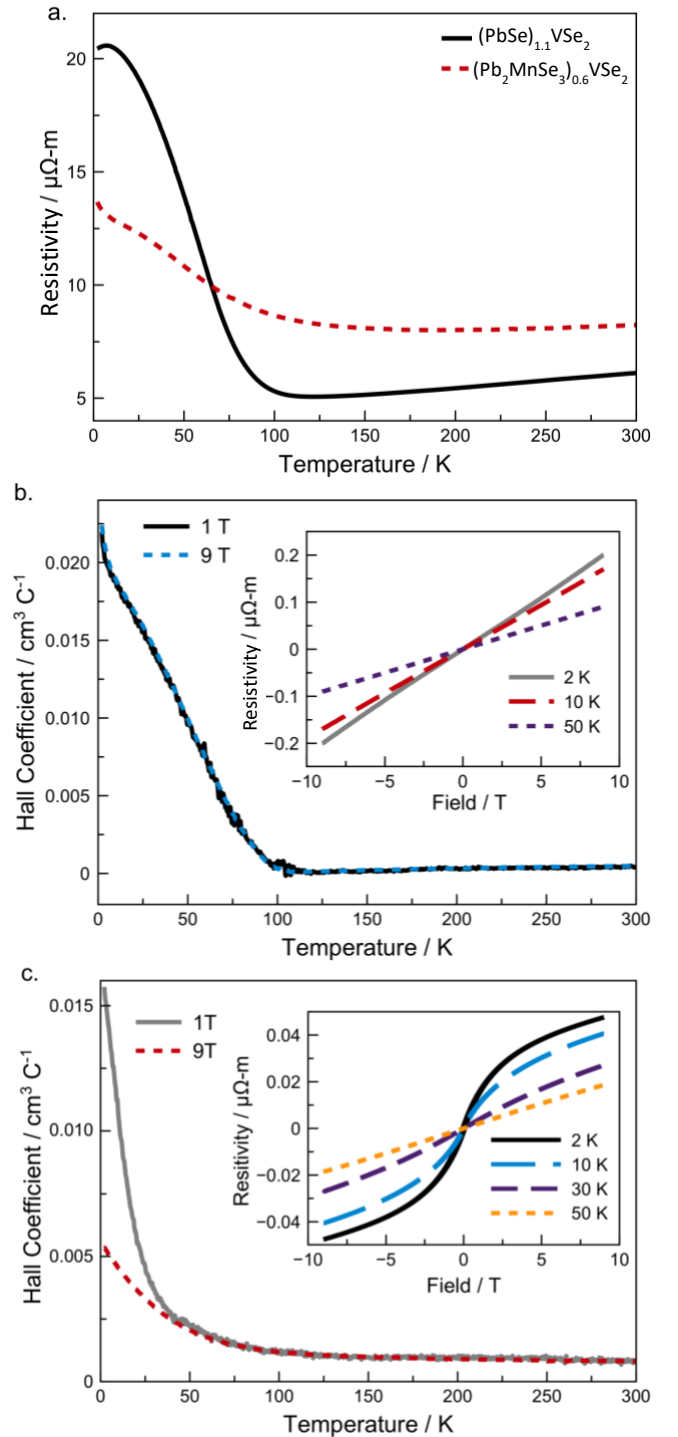 a.
(PbSe)₁.₁VSe₂
(Pb₂MnSe₃)₀.₆VSe₂
20
15
10
5
Resistivity / μΩ-m
0 50 100 150 200 250 300
Temperature / K
b.
1 T
9 T
0.020
0.015
0.010
0.005
0
Hall Coefficient / cm³ C⁻¹
0 50 100 150 200 250 300
Temperature / K
0.2
0.1
0
−0.1
−0.2
Resistivity / μΩ-m
2 K
10 K
50 K
−10 −5 0 5 10
Field / T
c.
1T
9T
0.015
0.010
0.005
0
Hall Coefficient / cm³ C⁻¹
0 50 100 150 200 250 300
Temperature / K
0.04
0.02
0
−0.02
−0.04
Resitivity / μΩ-m
2 K
10 K
30 K
50 K
−10 −5 0 5 10
Field / T